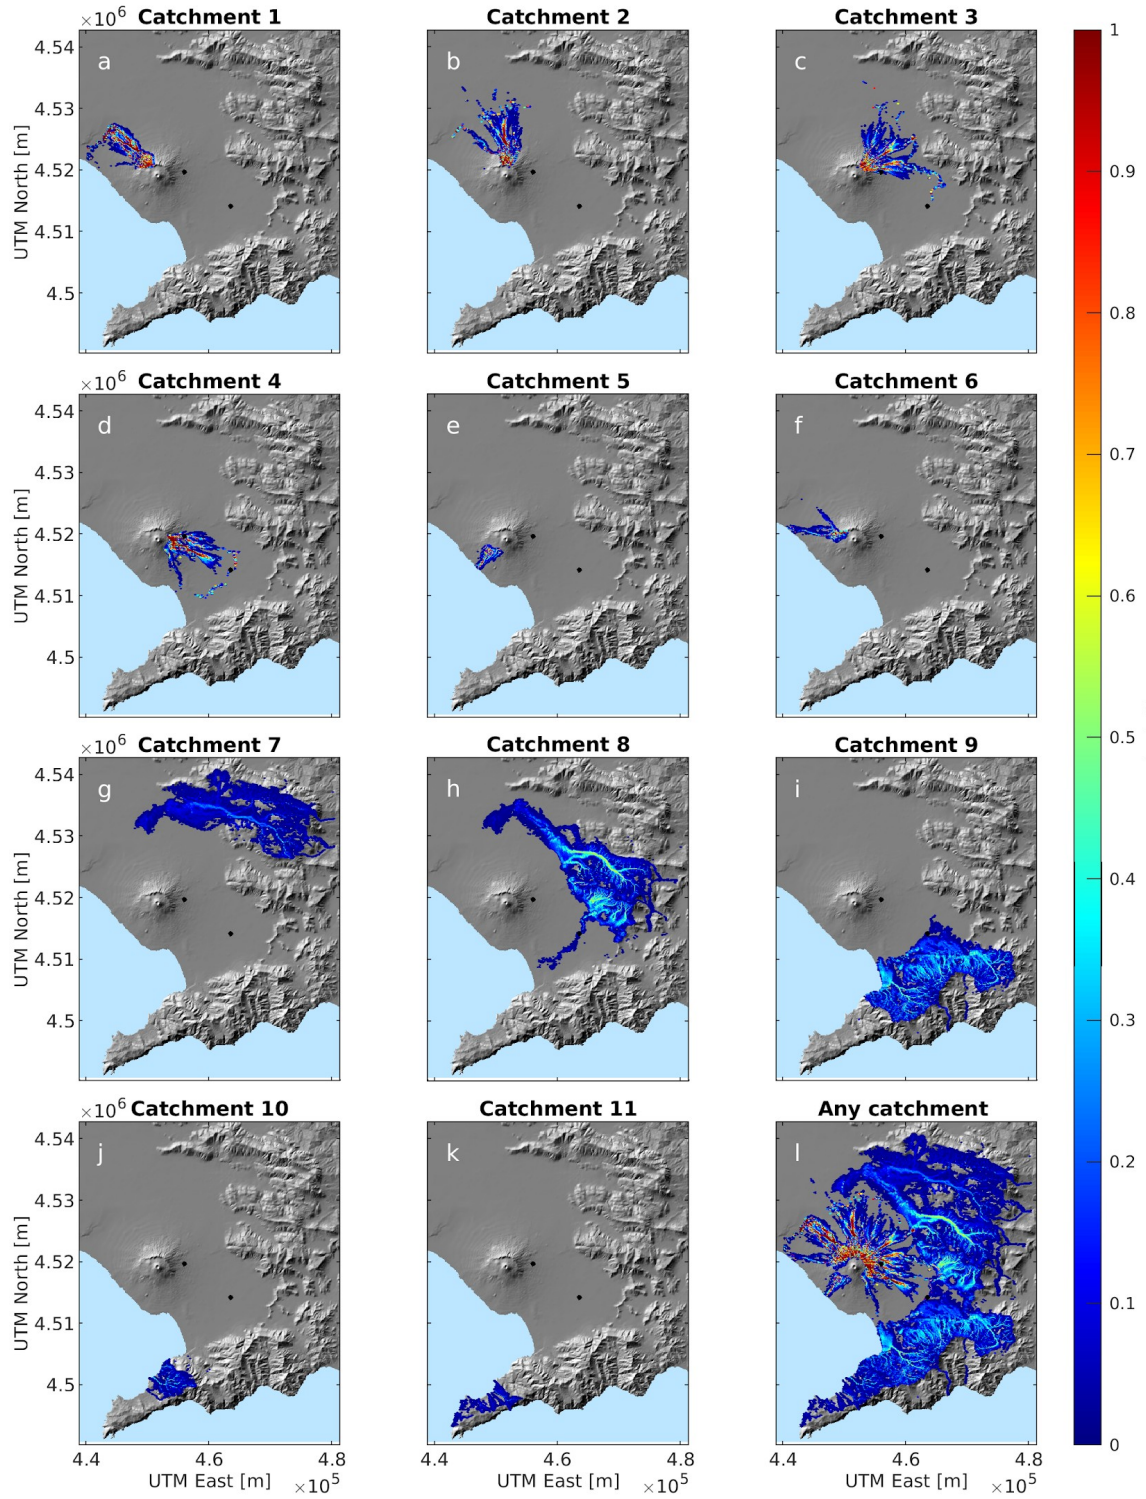 Catchment 1 Catchment 2 Catchment 3
×10⁶
a b c
4.54
4.53
4.52
4.51
4.5
UTM North [m]
Catchment 4 Catchment 5 Catchment 6
×10⁶
d e f
4.54
4.53
4.52
4.51
4.5
UTM North [m]
Catchment 7 Catchment 8 Catchment 9
×10⁶
g h i
4.54
4.53
4.52
4.51
4.5
UTM North [m]
Catchment 10 Catchment 11 Any catchment
×10⁶
j k l
4.54
4.53
4.52
4.51
4.5
UTM North [m]
4.4 4.6 4.8 4.4 4.6 4.8 4.4 4.6 4.8
UTM East [m] ×10⁵ UTM East [m] ×10⁵ UTM East [m] ×10⁵
1
0.9
0.8
0.7
0.6
0.5
0.4
0.3
0.2
0.1
0